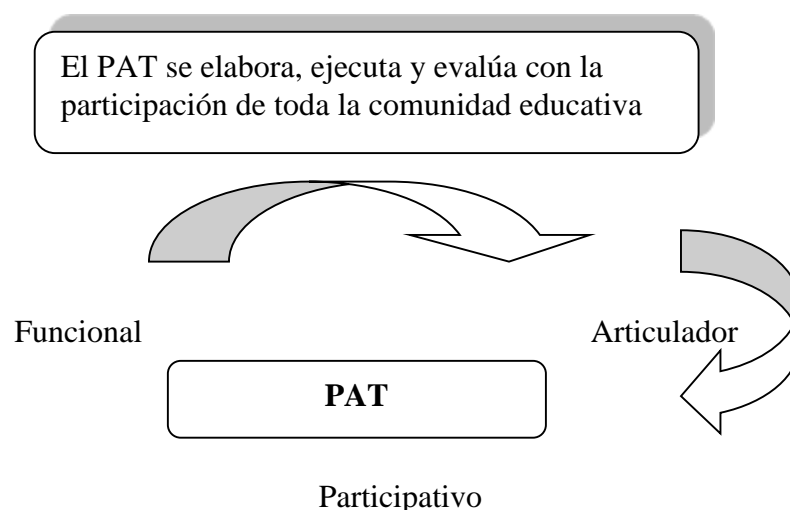 El PAT se elabora, ejecuta y evalúa con la
participación de toda la comunidad educativa
Funcional
Articulador
PAT
Participativo